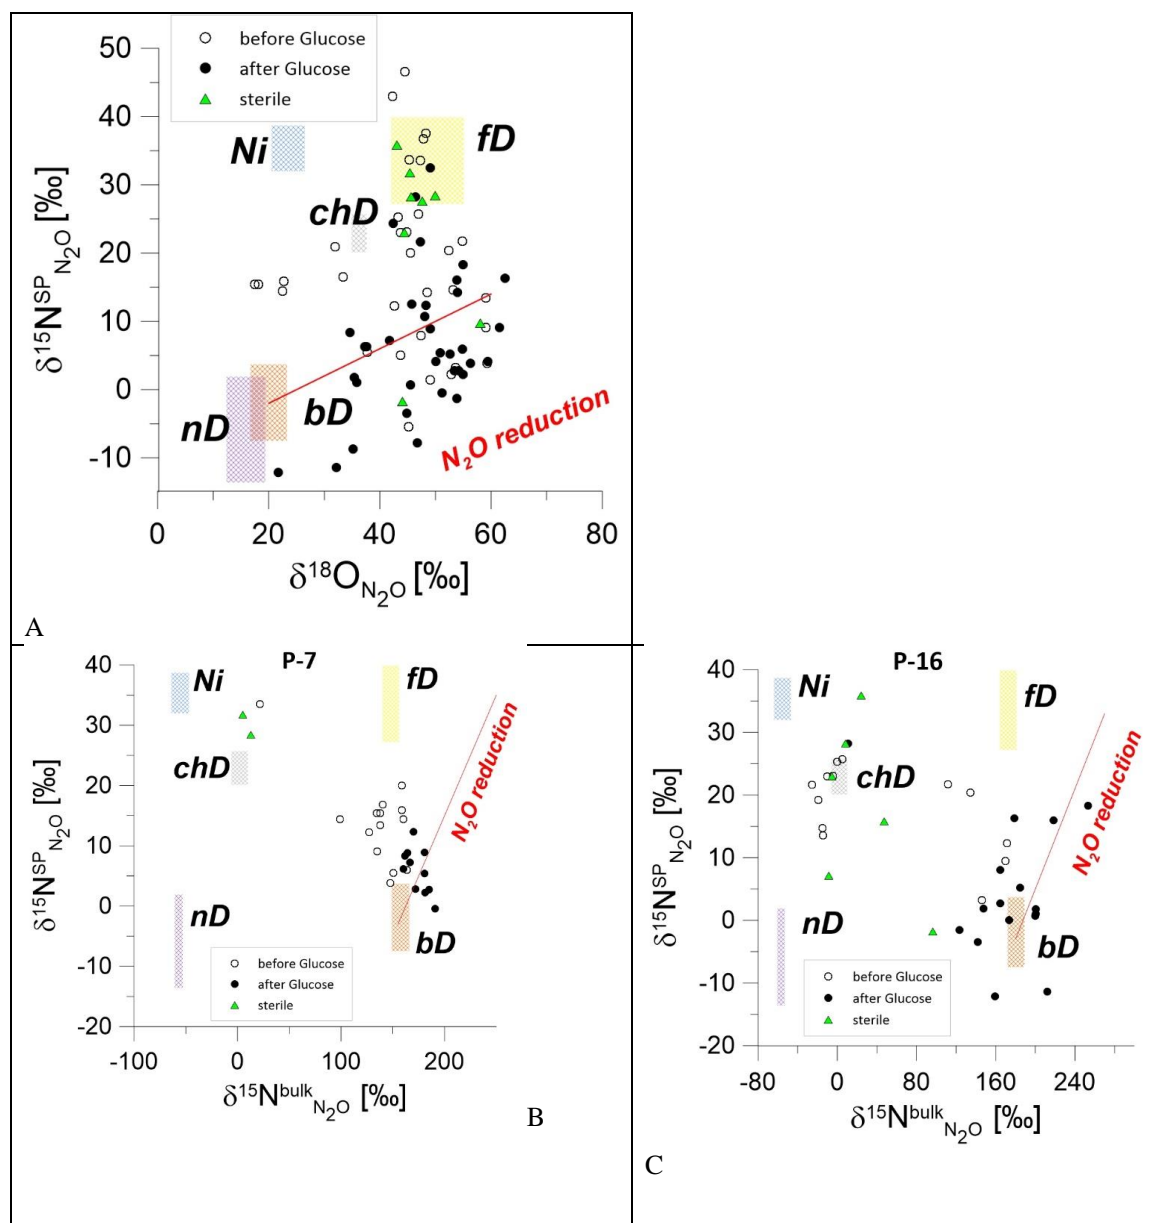 before Glucose
after Glucose
sterile
50
40
30
20
10
0
-10
δ15NSPN2O [‰]
Ni
fD
chD
nD
bD
N2O reduction
0 20 40 60 80
δ18ON2O [‰]
A
P-7
40
30
20
10
0
-10
-20
δ15NSPN2O [‰]
Ni
fD
chD
N2O reduction
nD
bD
before Glucose
after Glucose
sterile
-100 0 100 200
δ15NbulkN2O [‰]
B
P-16
40
30
20
10
0
-10
-20
δ15NSPN2O [‰]
Ni
fD
chD
N2O reduction
nD
bD
before Glucose
after Glucose
sterile
-80 0 80 160 240
δ15NbulkN2O [‰]
C